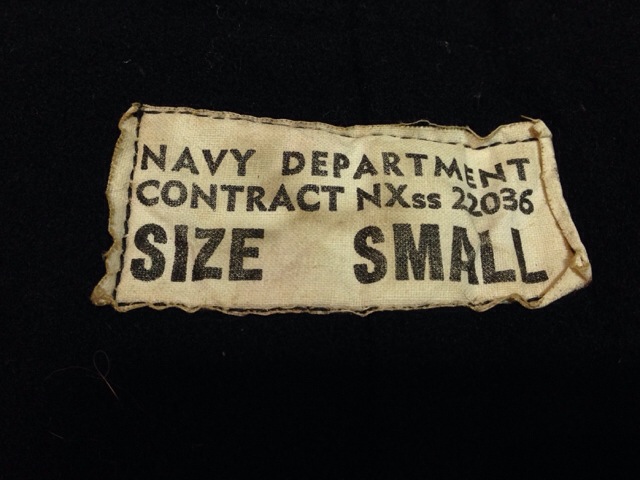 NAVY DEPARTMENT
CONTRACT NXss 22036
SIZE SMALL